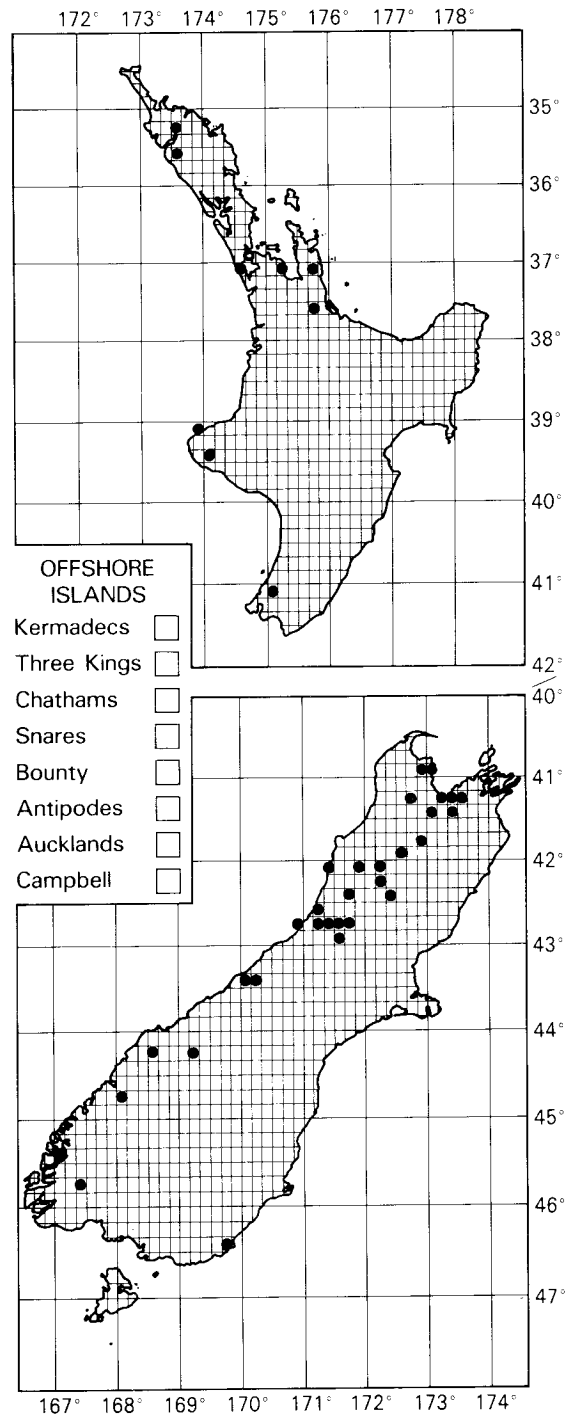 172° 173° 174° 175° 176° 177° 178°
35°
36°
37°
38°
39°
40°
41°
42°
OFFSHORE
ISLANDS
Kermadecs
Three Kings
Chathams
Snares
Bounty
Antipodes
Aucklands
Campbell
40°
41°
42°
43°
44°
45°
46°
47°
167° 168° 169° 170° 171° 172° 173° 174°